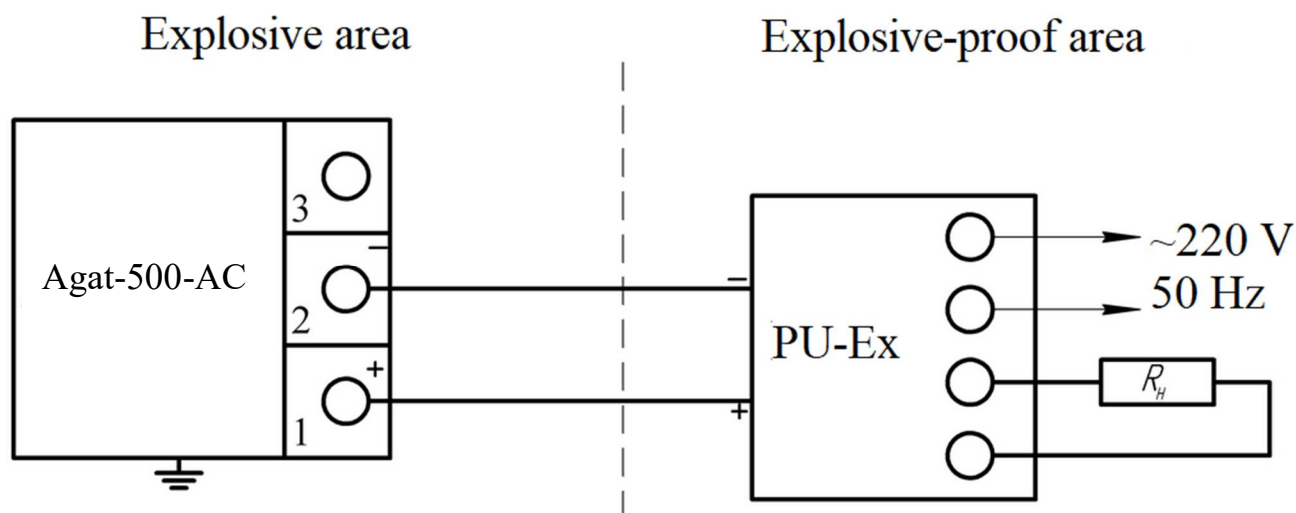 Explosive area
Explosive-proof area
3
Agat-500-AC
−
2
+
1
−
PU-Ex
+
~220 V
50 Hz
Rн